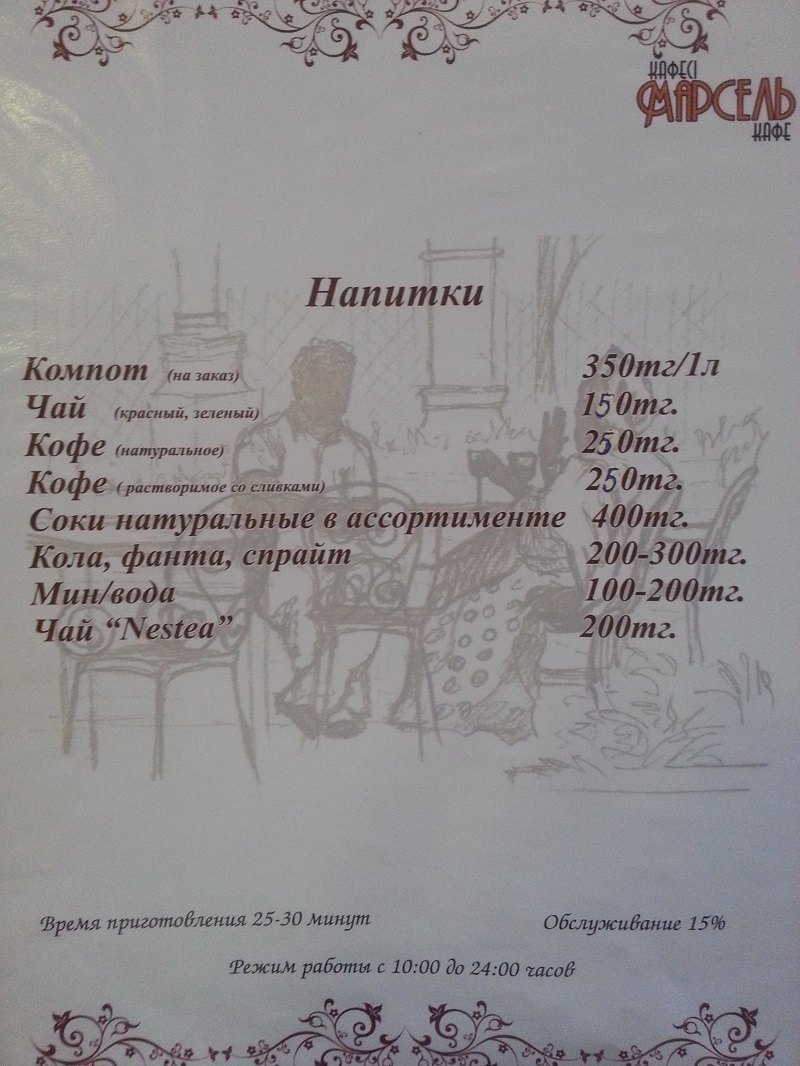 КАФЕСІ
МАРСЕЛЬ
КАФЕ
Напитки
Компот (на заказ) 350тг/1л
Чай (красный, зеленый) 150тг.
Кофе (натуральное) 250тг.
Кофе ( растворимое со сливками) 250тг.
Соки натуральные в ассортименте 400тг.
Кола, фанта, спрайт 200-300тг.
Мин/вода 100-200тг.
Чай “Nestea” 200тг.
Время приготовления 25-30 минут Обслуживание 15%
Режим работы с 10:00 до 24:00 часов